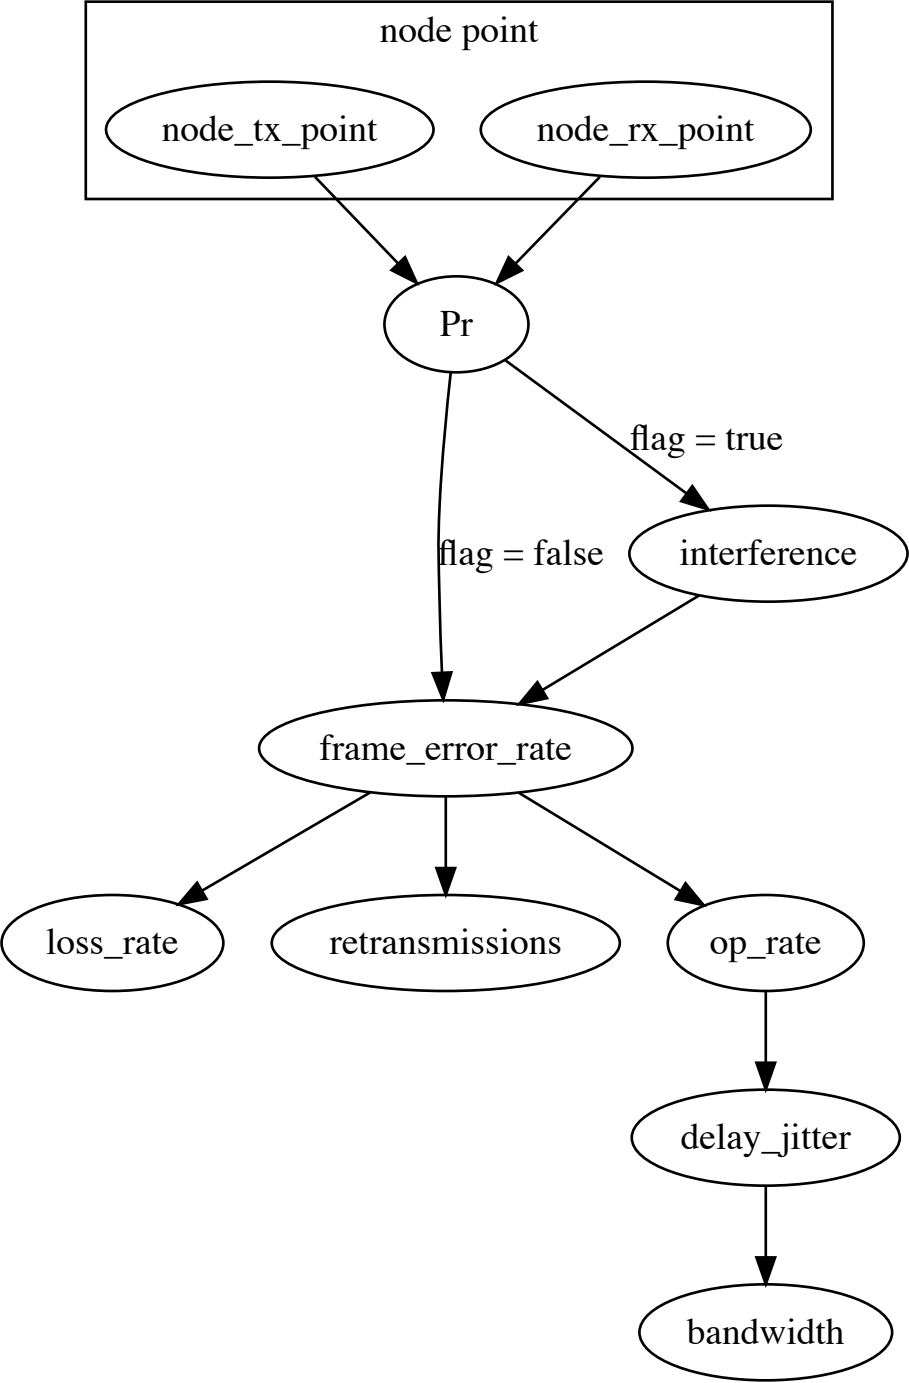 node point
node_tx_point
node_rx_point
Pr
flag = true
flag = false
interference
frame_error_rate
loss_rate
retransmissions
op_rate
delay_jitter
bandwidth